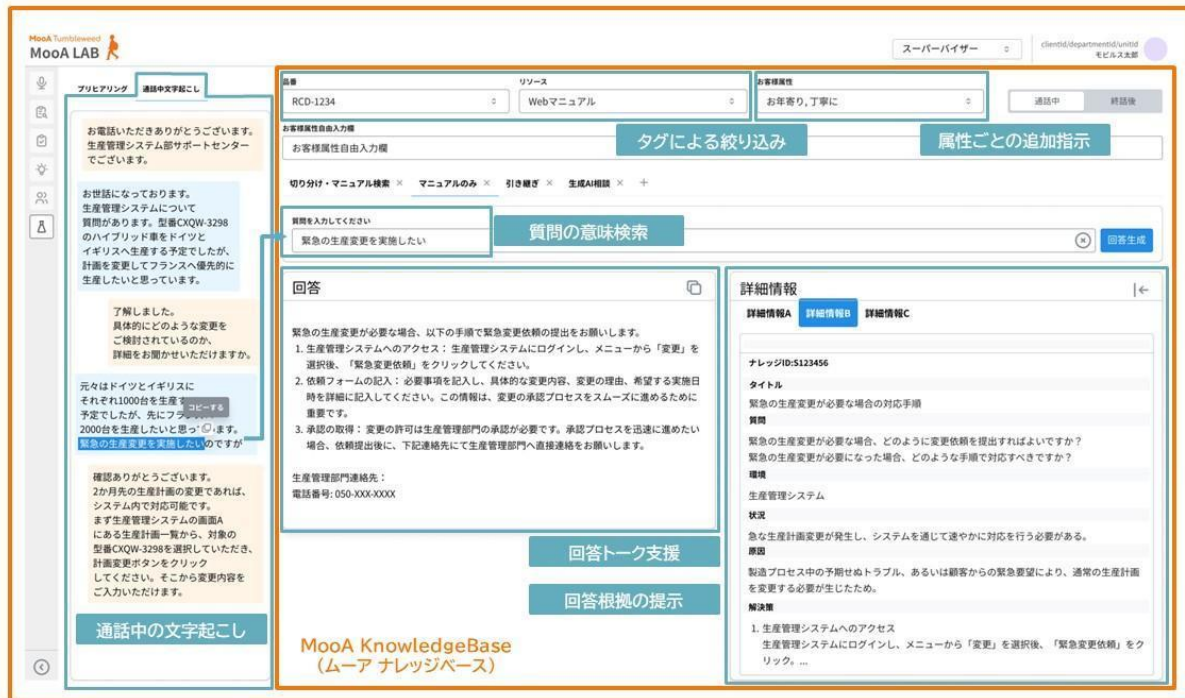 MooA Tumbleweed
MooA LAB
スーパーバイザー
clientid/departmentid/unitid
モビルス太郎
プリヒアリング
通話中文字起こし
お電話いただきありがとうございます。
生産管理システム部サポートセンター
でございます。
お世話になっております。
生産管理システムについて
質問があります。型番CXQW-3298
のハイブリッド車をドイツと
イギリスへ生産する予定でしたが、
計画を変更してフランスへ優先的に
生産したいと思っています。
了解しました。
具体的にどのような変更を
ご検討されているのか、
詳細をお聞かせいただけますか。
元々はドイツとイギリスに
それぞれ1000台を生産す
予定でしたが、先にフラン
コピーする
2000台を生産したいと思っ います。
緊急の生産変更を実施したいのですが
確認ありがとうございます。
2か月先の生産計画の変更であれば、
システム内で対応可能です。
まず生産管理システムの画面A
にある生産計画一覧から、対象の
型番CXQW-3298を選択していただき、
計画変更ボタンをクリック
してください。そこから変更内容を
ご入力いただけます。
通話中の文字起こし
品番
RCD-1234
リソース
Webマニュアル
お客様属性
お年寄り,丁寧に
通話中
終話後
お客様属性自由入力欄
お客様属性自由入力欄
タグによる絞り込み
属性ごとの追加指示
切り分け・マニュアル検索 ×
マニュアルのみ ×
引き継ぎ ×
生成AI相談 ×
+
質問を入力してください
緊急の生産変更を実施したい
質問の意味検索
回答生成
回答
緊急の生産変更が必要な場合、以下の手順で緊急変更依頼の提出をお願いします。
1. 生産管理システムへのアクセス： 生産管理システムにログインし、メニューから「変更」を
選択後、「緊急変更依頼」をクリックしてください。
2. 依頼フォームの記入： 必要事項を記入し、具体的な変更内容、変更の理由、希望する実施日
時を詳細に記入してください。この情報は、変更の承認プロセスをスムーズに進めるために
重要です。
3. 承認の取得： 変更の許可は生産管理部門の承認が必要です。承認プロセスを迅速に進めたい
場合、依頼提出後に、下記連絡先にて生産管理部門へ直接連絡をお願いします。
生産管理部門連絡先：
電話番号: 050-XXX-XXXX
回答トーク支援
回答根拠の提示
MooA KnowledgeBase
（ムーア ナレッジベース）
詳細情報
詳細情報A
詳細情報B
詳細情報C
ナレッジID:S123456
タイトル
緊急の生産変更が必要な場合の対応手順
質問
緊急の生産変更が必要な場合、どのように変更依頼を提出すればよいですか？
緊急の生産変更が必要になった場合、どのような手順で対応すべきですか？
環境
生産管理システム
状況
急な生産計画変更が発生し、システムを通じて速やかに対応を行う必要がある。
原因
製造プロセス中の予期せぬトラブル、あるいは顧客からの緊急要望により、通常の生産計画
を変更する必要が生じたため。
解決策
1. 生産管理システムへのアクセス
生産管理システムにログインし、メニューから「変更」を選択後、「緊急変更依頼」をク
リック。...